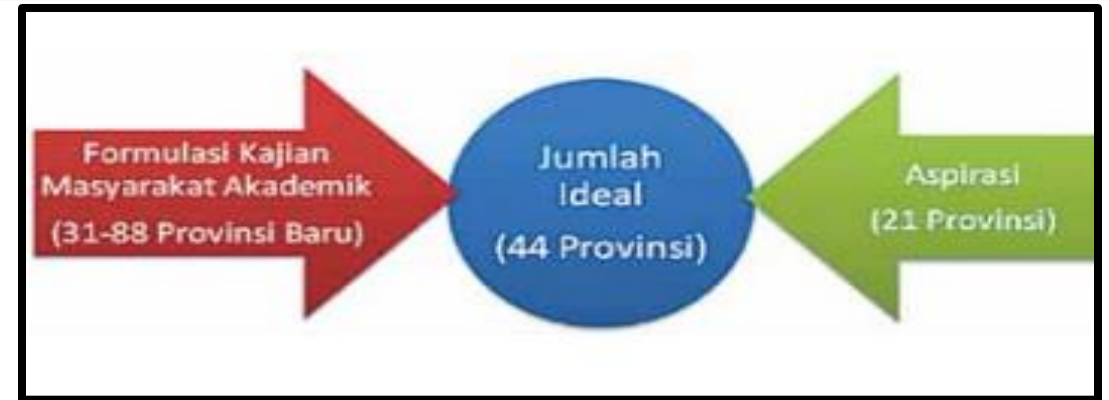 Formulasi Kajian
Masyarakat Akademik
(31-88 Provinsi Baru)
Jumlah
Ideal
(44 Provinsi)
Aspirasi
(21 Provinsi)